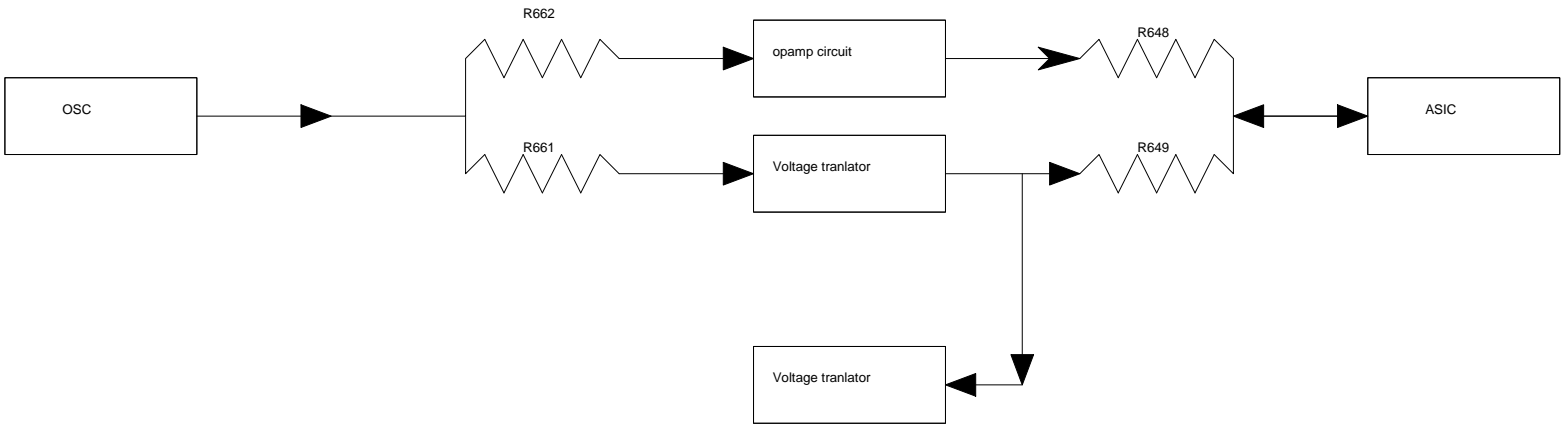 R662
R648
opamp circuit
OSC
ASIC
R661
R649
Voltage tranlator
Voltage tranlator